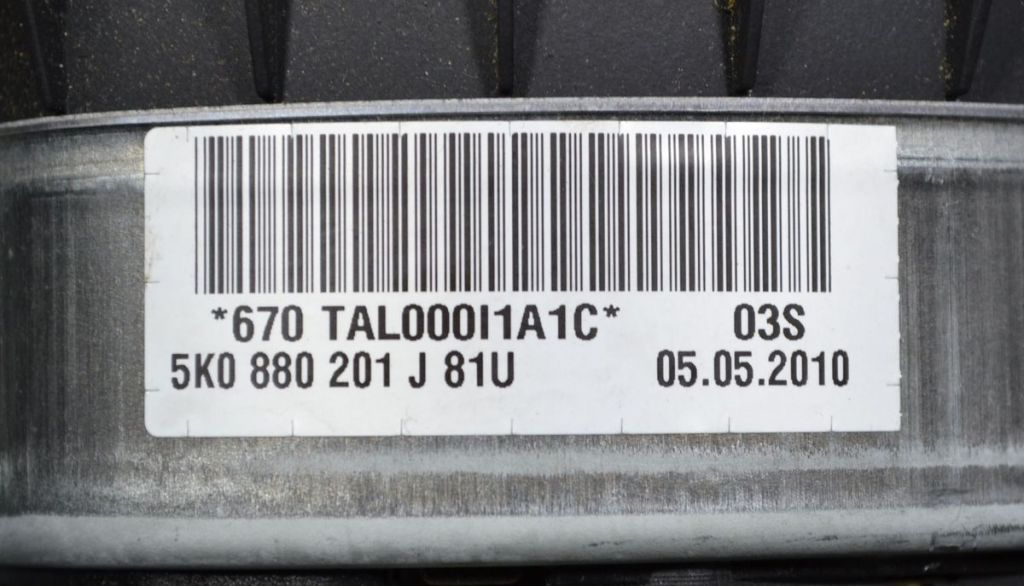 *670 TAL000I1A1C* 03S
5K0 880 201 J 81U 05.05.2010